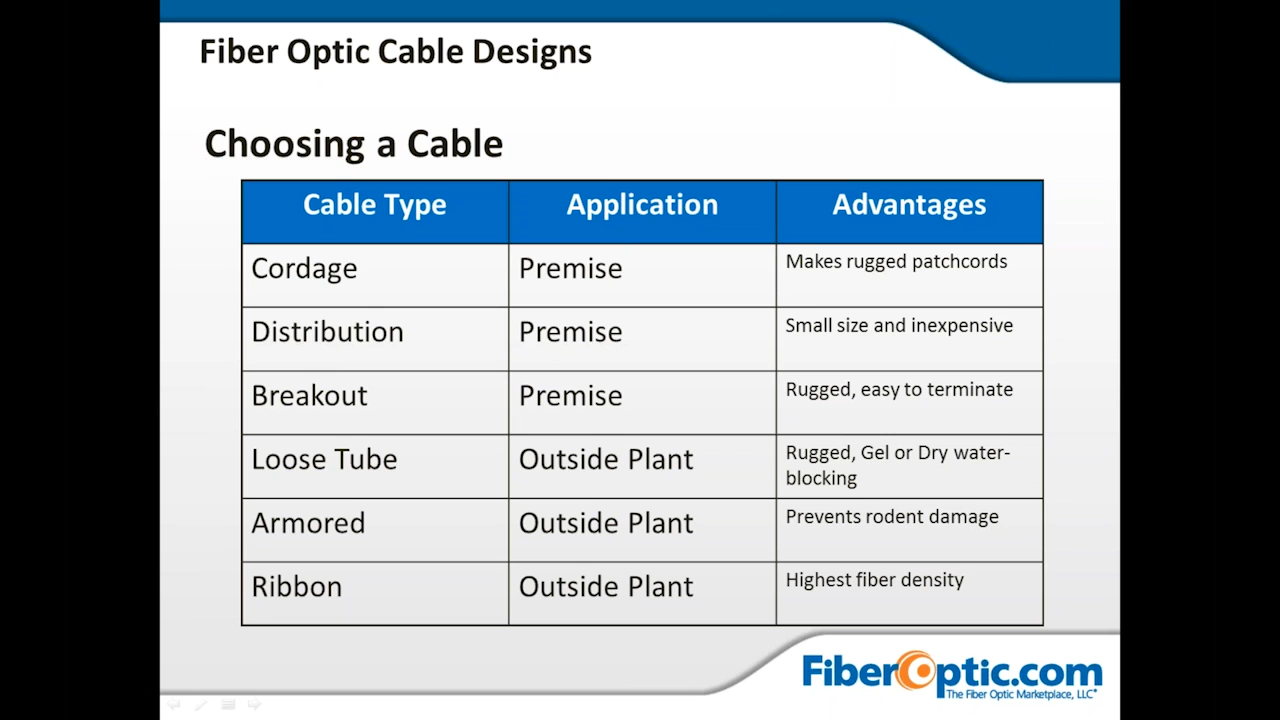 Fiber Optic Cable Designs
Choosing a Cable
Cable Type Application Advantages
Cordage Premise Makes rugged patchcords
Distribution Premise Small size and inexpensive
Breakout Premise Rugged, easy to terminate
Loose Tube Outside Plant Rugged, Gel or Dry water-
blocking
Armored Outside Plant Prevents rodent damage
Ribbon Outside Plant Highest fiber density
FiberOptic.com
The Fiber Optic Marketplace, LLC®